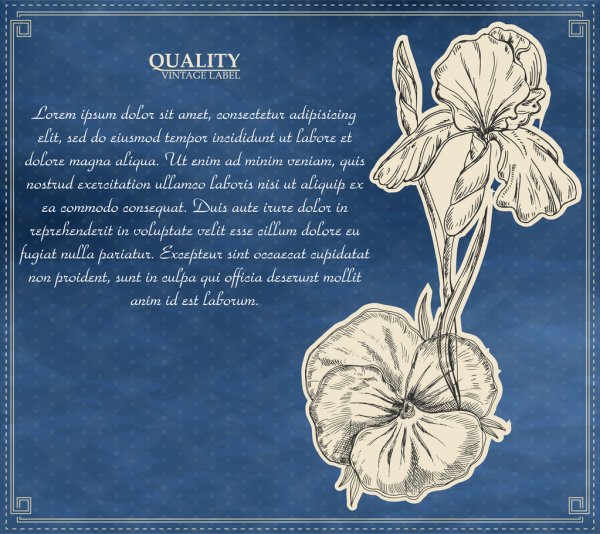 QUALITY
VINTAGE LABEL
Lorem ipsum dolor sit amet, consectetur adipisicing
elit, sed do eiusmod tempor incididunt ut labore et
dolore magna aliqua. Ut enim ad minim veniam, quis
nostrud exercitation ullamco laboris nisi ut aliquip ex
ea commodo consequat. Duis aute irure dolor in
reprehenderit in voluptate velit esse cillum dolore eu
fugiat nulla pariatur. Excepteur sint occaecat cupidatat
non proident, sunt in culpa qui officia deserunt mollit
anim id est laborum.